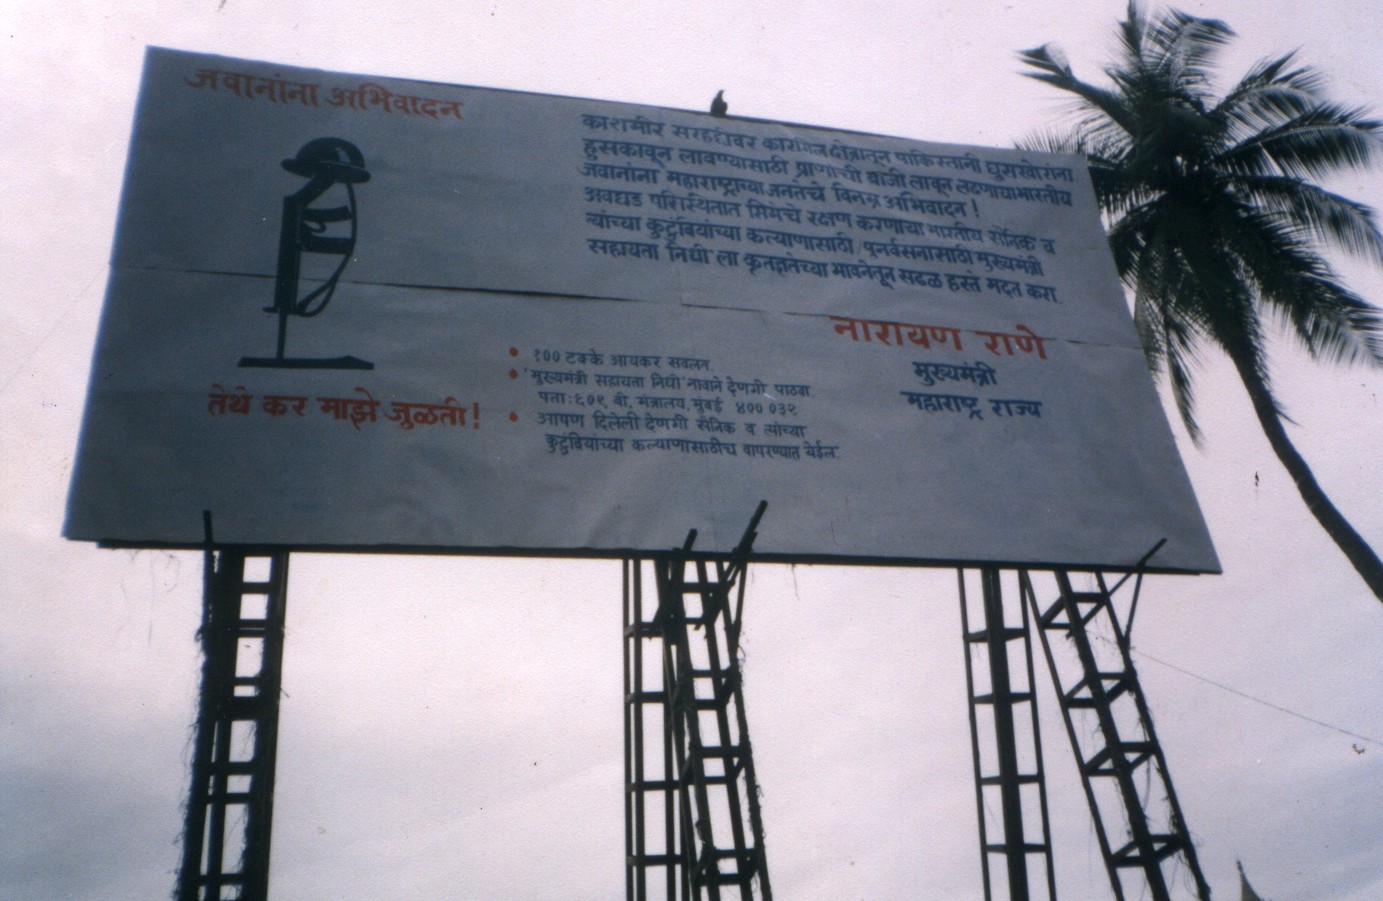 जवानांना अभिवादन
काश्मीर सरहद्दीवर कारगिल क्षेत्रातून पाकिस्तानी घुसखोरांना
हुसकावून लावण्यासाठी प्राणाची बाजी लावून लढणाऱ्या भारतीय
जवानांना महाराष्ट्राच्या जनतेचे विनम्र अभिवादन !
अवघड परिस्थितीत सिमेचे रक्षण करणाऱ्या भारतीय सैनिक व
त्यांच्या कुटुंबियांच्या कल्याणासाठी पुनर्वसनासाठी मुख्यमंत्री
सहायता निधी ला कृतज्ञतेच्या भावनेतून सढळ हस्ते मदत करा.
नारायण राणे
मुख्यमंत्री
महाराष्ट्र राज्य
• १०० टक्के आयकर सवलत.
• 'मुख्यमंत्री सहायता निधी' नावाने देणगी पाठवा
पत्ता: ६०९ बी, मंत्रालय, मुंबई ४०० ०३२
• आपण दिलेली देणगी सैनिक व त्यांच्या
कुटुंबियांच्या कल्याणासाठीच वापरण्यात येईल.
तेथे कर माझे जुळती!